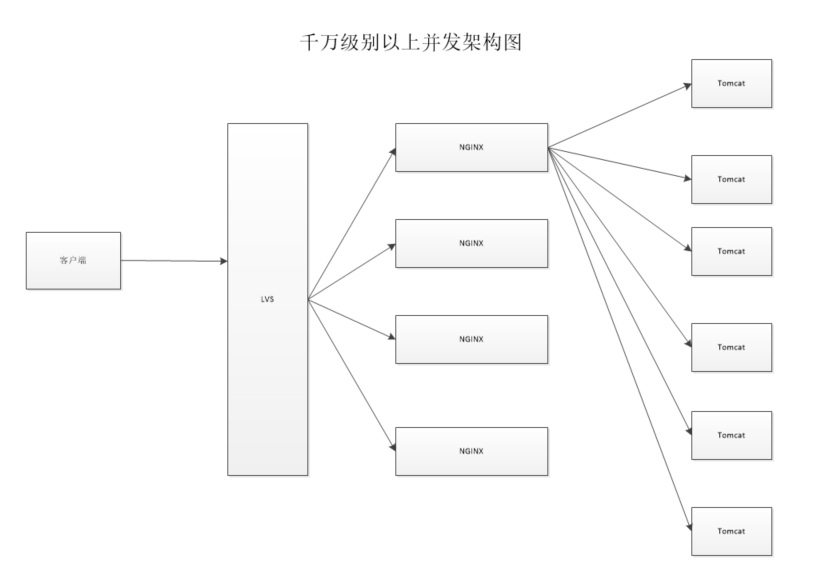 千万级别以上并发架构图
客户端
LVS
NGINX
NGINX
NGINX
NGINX
Tomcat
Tomcat
Tomcat
Tomcat
Tomcat
Tomcat